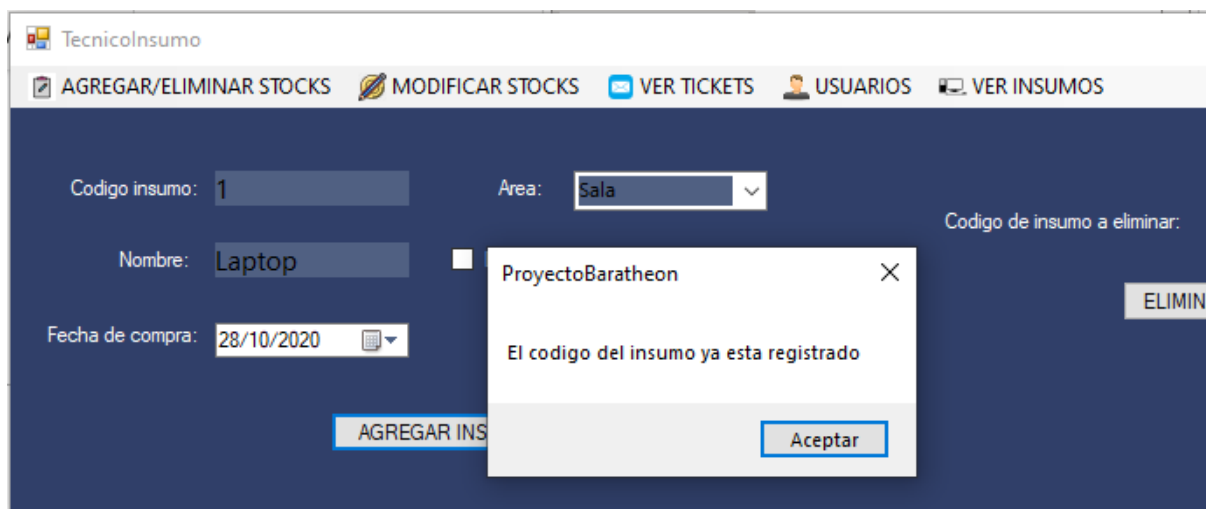 TecnicoInsumo
AGREGAR/ELIMINAR STOCKS MODIFICAR STOCKS VER TICKETS USUARIOS VER INSUMOS
Codigo insumo: 1 Area: Sala
Codigo de insumo a eliminar:
Nombre: Laptop
ProyectoBaratheon
ELIMIN
Fecha de compra: 28/10/2020
El codigo del insumo ya esta registrado
AGREGAR INS
Aceptar